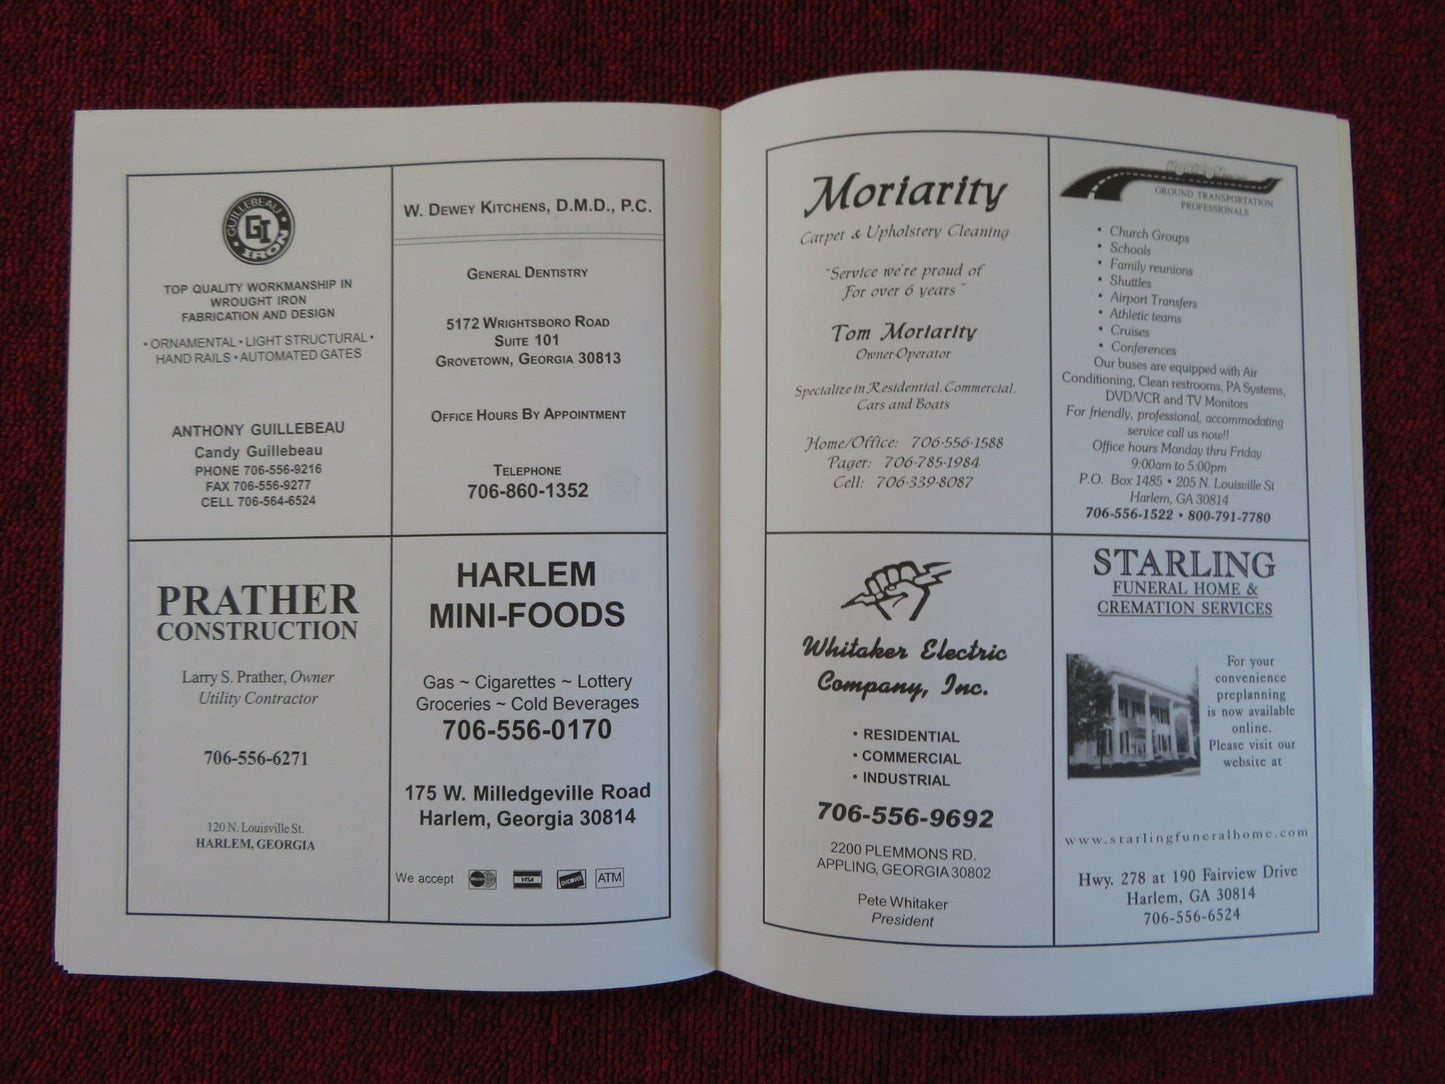 GUILLEBEAU
GI
IRON
TOP QUALITY WORKMANSHIP IN
WROUGHT IRON
FABRICATION AND DESIGN
• ORNAMENTAL • LIGHT STRUCTURAL •
HAND RAILS • AUTOMATED GATES
ANTHONY GUILLEBEAU
Candy Guillebeau
PHONE 706-556-9216
FAX 706-556-9277
CELL 706-564-6524
W. DEWEY KITCHENS, D.M.D., P.C.
GENERAL DENTISTRY
5172 WRIGHTSBORO ROAD
SUITE 101
GROVETOWN, GEORGIA 30813
OFFICE HOURS BY APPOINTMENT
TELEPHONE
706-860-1352
PRATHER
CONSTRUCTION
Larry S. Prather, Owner
Utility Contractor
706-556-6271
120 N. Louisville St.
HARLEM, GEORGIA
HARLEM
MINI-FOODS
Gas ~ Cigarettes ~ Lottery
Groceries ~ Cold Beverages
706-556-0170
175 W. Milledgeville Road
Harlem, Georgia 30814
We accept VISA DISCOVER ATM
Moriarity
Carpet & Upholstery Cleaning
"Service we're proud of
For over 6 years"
Tom Moriarity
Owner-Operator
Specialize in Residential, Commercial,
Cars and Boats
Home/Office: 706-556-1588
Pager: 706-785-1984
Cell: 706-339-8087
HORIZON
GROUND TRANSPORTATION
PROFESSIONALS
• Church Groups
• Schools
• Family reunions
• Shuttles
• Airport Transfers
• Athletic teams
• Cruises
• Conferences
Our buses are equipped with Air
Conditioning, Clean restrooms, PA Systems,
DVD/VCR and TV Monitors
For friendly, professional, accommodating
service call us now!!
Office hours Monday thru Friday
9:00am to 5:00pm
P.O. Box 1485 • 205 N. Louisville St
Harlem, GA 30814
706-556-1522 • 800-791-7780
Whitaker Electric
Company, Inc.
• RESIDENTIAL
• COMMERCIAL
• INDUSTRIAL
706-556-9692
2200 PLEMMONS RD.
APPLING, GEORGIA 30802
Pete Whitaker
President
STARLING
FUNERAL HOME &
CREMATION SERVICES
For your
convenience
preplanning
is now available
online.
Please visit our
website at
www.starlingfuneralhome.com
Hwy. 278 at 190 Fairview Drive
Harlem, GA 30814
706-556-6524